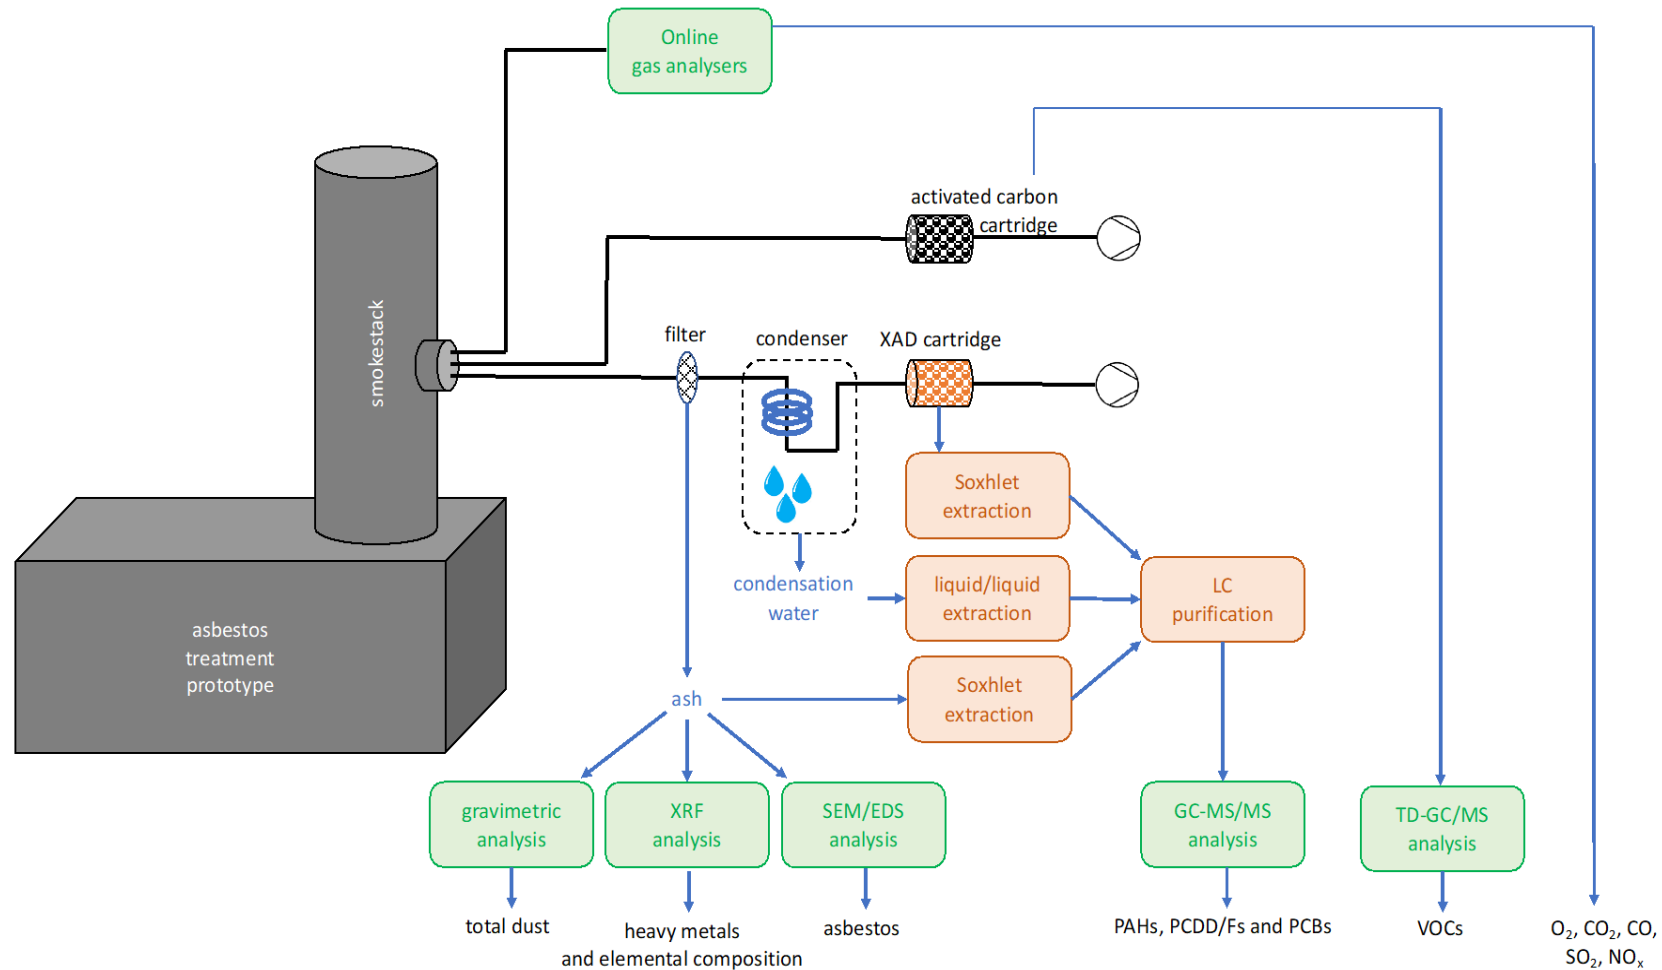 Online
gas analysers
activated carbon
cartridge
smokestack
filter
condenser
XAD cartridge
Soxhlet
extraction
condensation
water
liquid/liquid
extraction
LC
purification
asbestos
treatment
prototype
ash
Soxhlet
extraction
gravimetric
analysis
XRF
analysis
SEM/EDS
analysis
GC-MS/MS
analysis
TD-GC/MS
analysis
total dust
heavy metals
and elemental composition
asbestos
PAHs, PCDD/Fs and PCBs
VOCs
O₂, CO₂, CO,
SO₂, NOₓ